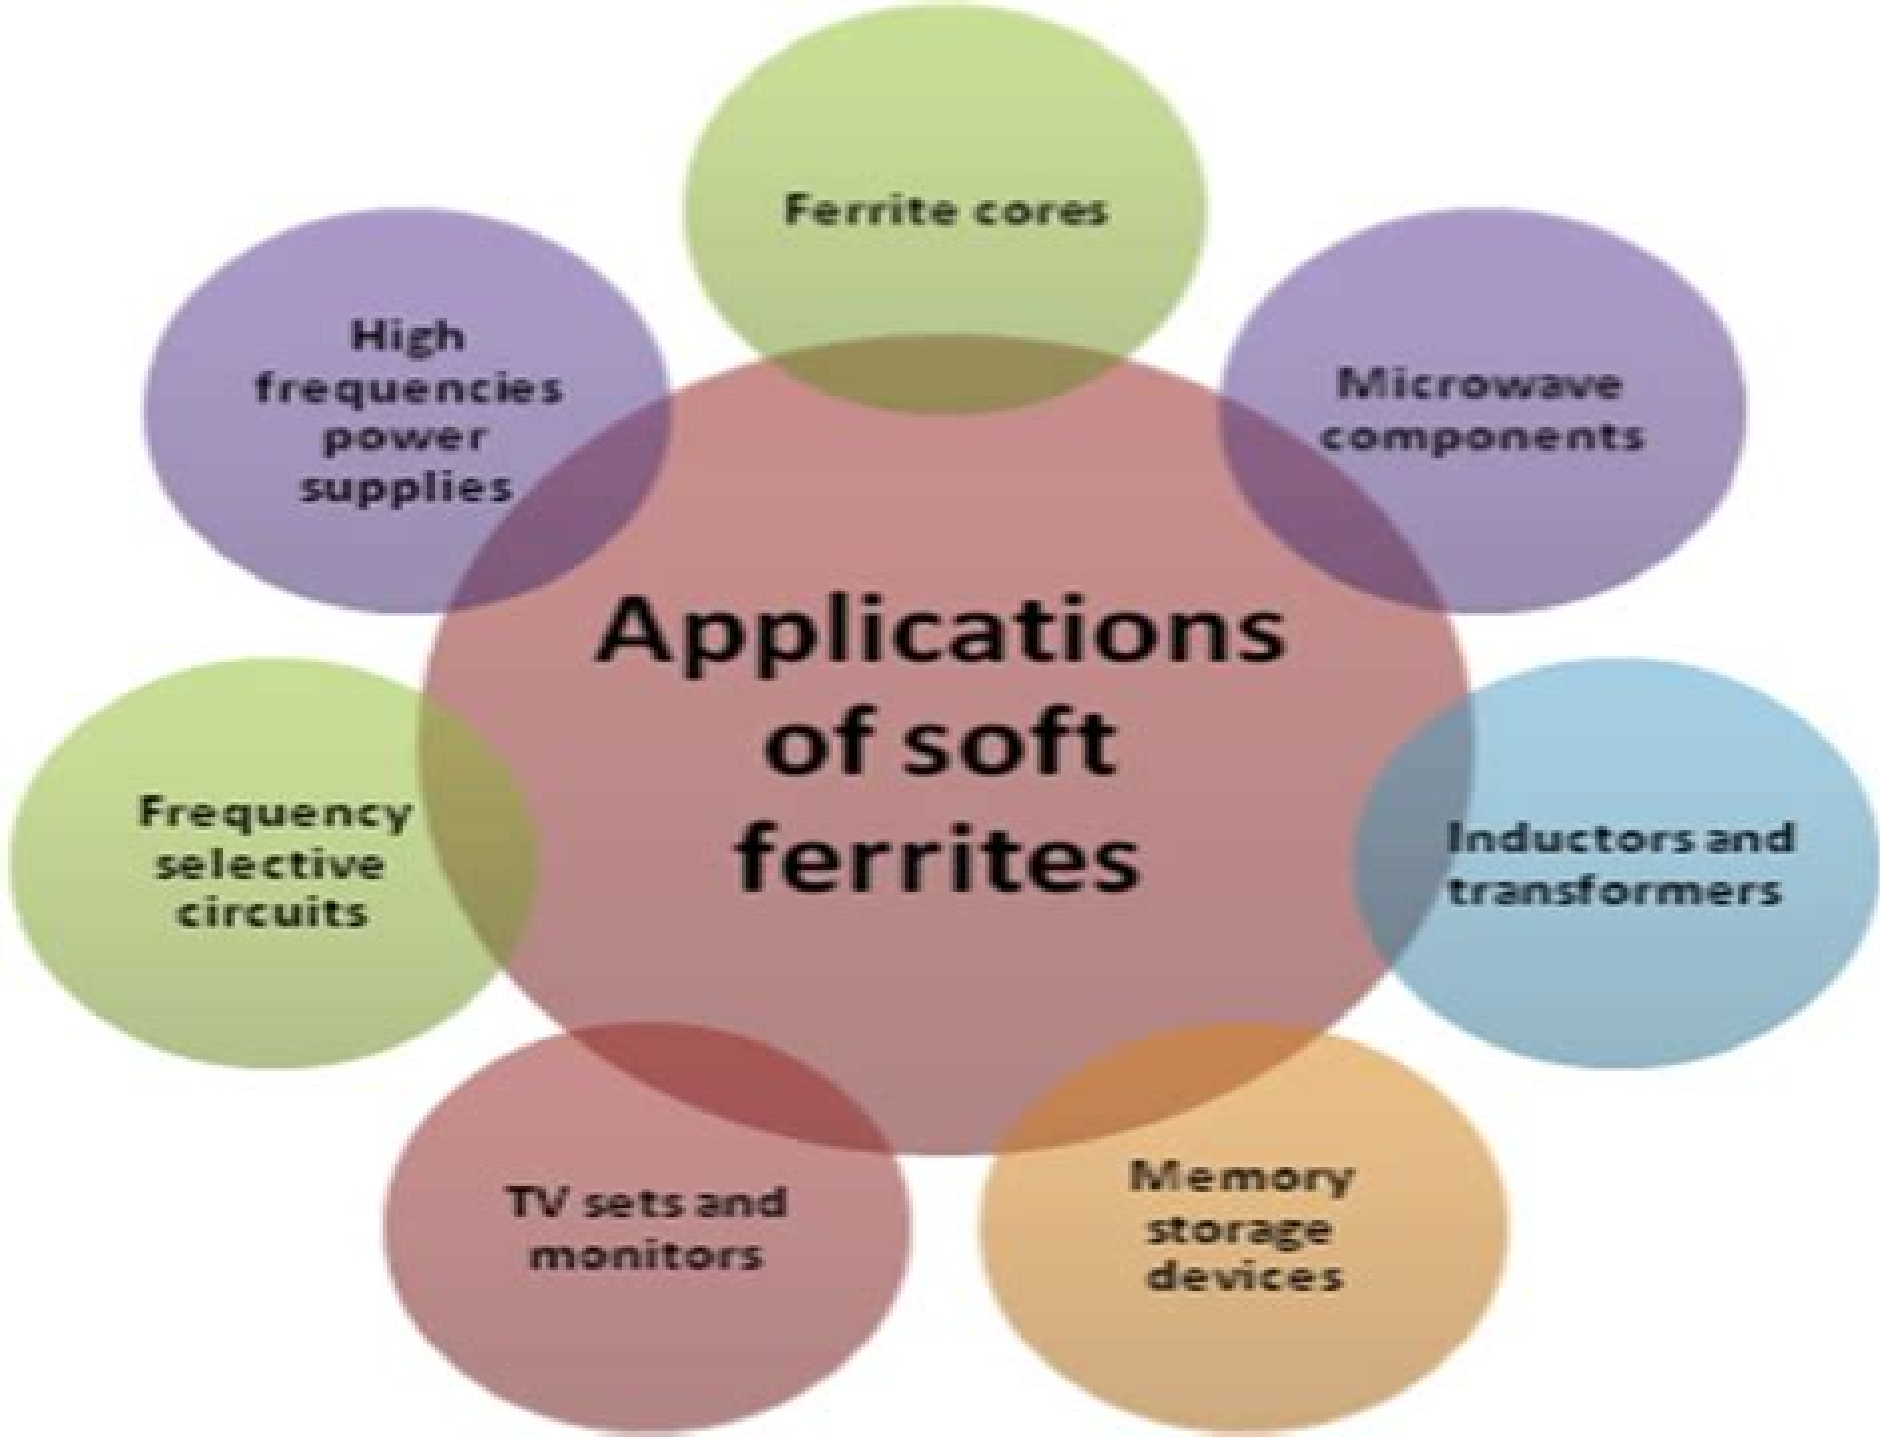 Ferrite cores
High
frequencies
power
supplies
Microwave
components
Applications
of soft
ferrites
Frequency
selective
circuits
Inductors and
transformers
TV sets and
monitors
Memory
storage
devices